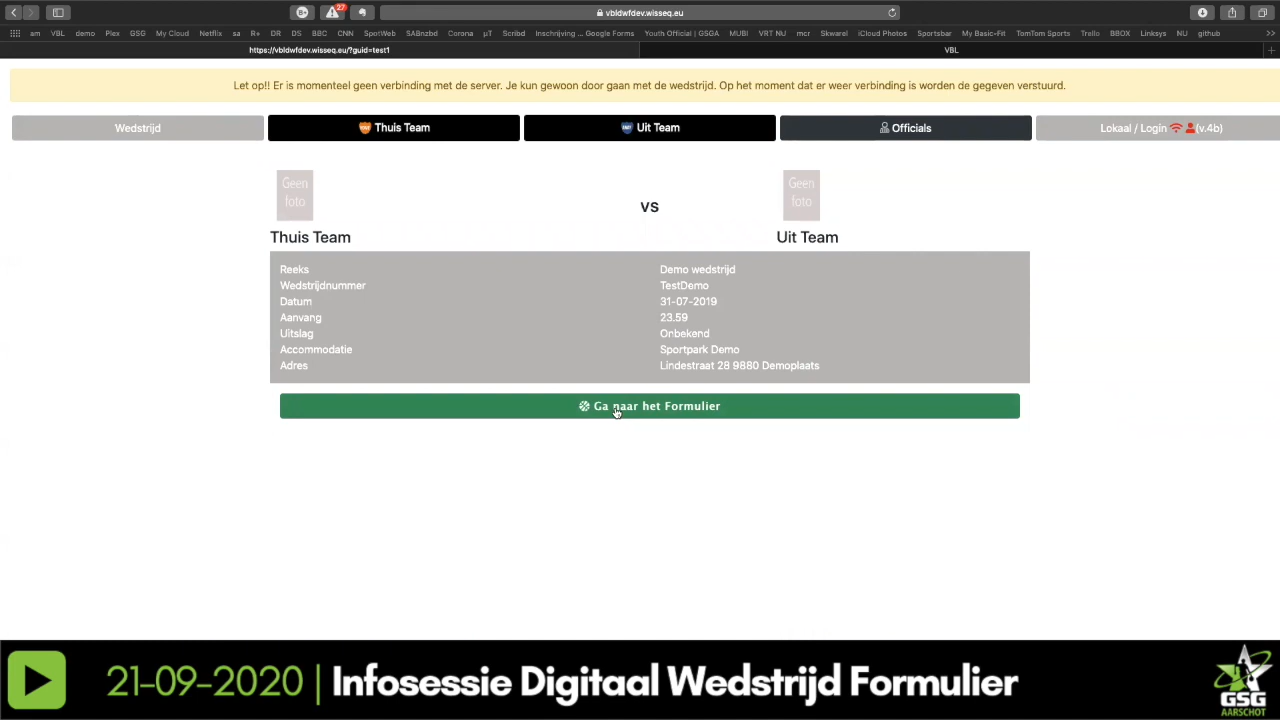 27
vbldwfdev.wisseq.eu
am VBL demo Plex GSG My Cloud Netflix sa R+ DR DS BBC CNN SpotWeb SABnzbd Corona µT Scribd Inschrijving ... Google Forms Youth Official | GSGA MUBI VRT NU mcr Skwarel iCloud Photos Sportsbar My Basic•Fit TomTom Sports Trello BBOX Linksys NU github >>
https://vbldwfdev.wisseq.eu/?guid=test1 VBL
Let op!! Er is momenteel geen verbinding met de server. Je kun gewoon door gaan met de wedstrijd. Op het moment dat er weer verbinding is worden de gegeven verstuurd.
Wedstrijd Thuis Team Uit Team Officials Lokaal / Login (v.4b)
Geen foto Geen foto
VS
Thuis Team Uit Team
Reeks Demo wedstrijd
Wedstrijdnummer TestDemo
Datum 31-07-2019
Aanvang 23.59
Uitslag Onbekend
Accommodatie Sportpark Demo
Adres Lindestraat 28 9880 Demoplaats
Ga naar het Formulier
21-09-2020 | Infosessie Digitaal Wedstrijd Formulier
GSG
AARSCHOT